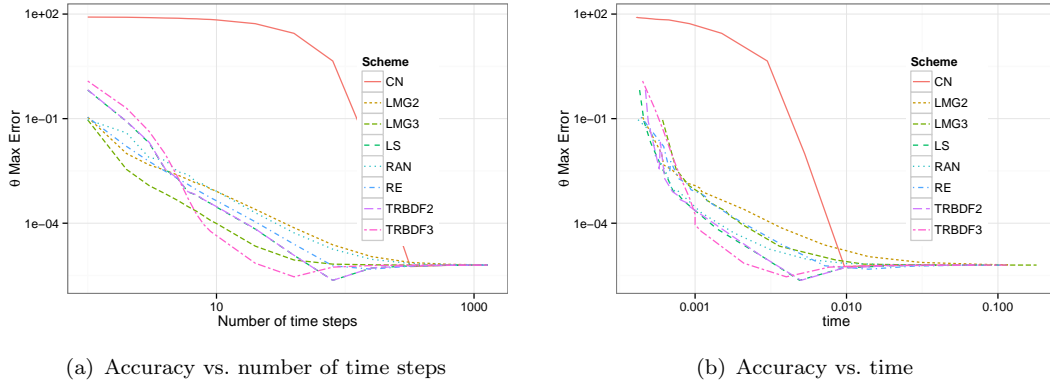 1e+02
1e−01
1e−04
θ Max Error
Scheme
CN
LMG2
LMG3
LS
RAN
RE
TRBDF2
TRBDF3
10
1000
Number of time steps
(a) Accuracy vs. number of time steps
1e+02
1e−01
1e−04
θ Max Error
Scheme
CN
LMG2
LMG3
LS
RAN
RE
TRBDF2
TRBDF3
0.001
0.010
0.100
time
(b) Accuracy vs. time